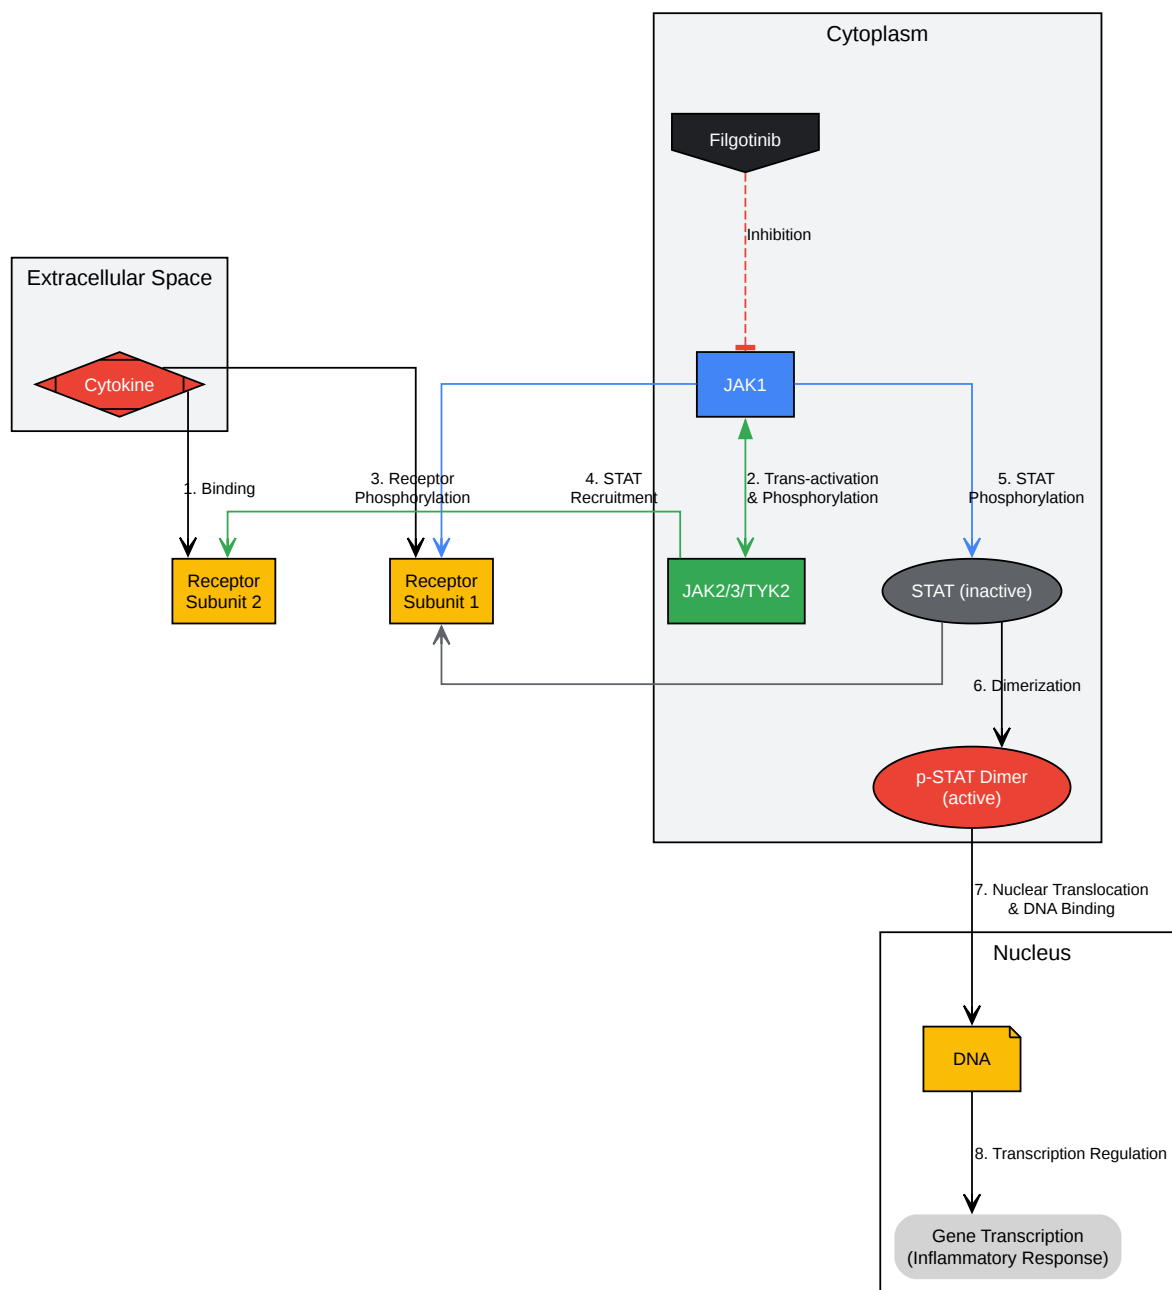 Cytoplasm
Filgotinib
Inhibition
Extracellular Space
Cytokine
JAK1
1. Binding
3. Receptor
Phosphorylation
4. STAT
Recruitment
2. Trans-activation
& Phosphorylation
5. STAT
Phosphorylation
Receptor
Subunit 2
Receptor
Subunit 1
JAK2/3/TYK2
STAT (inactive)
6. Dimerization
p-STAT Dimer
(active)
7. Nuclear Translocation
& DNA Binding
Nucleus
DNA
8. Transcription Regulation
Gene Transcription
(Inflammatory Response)